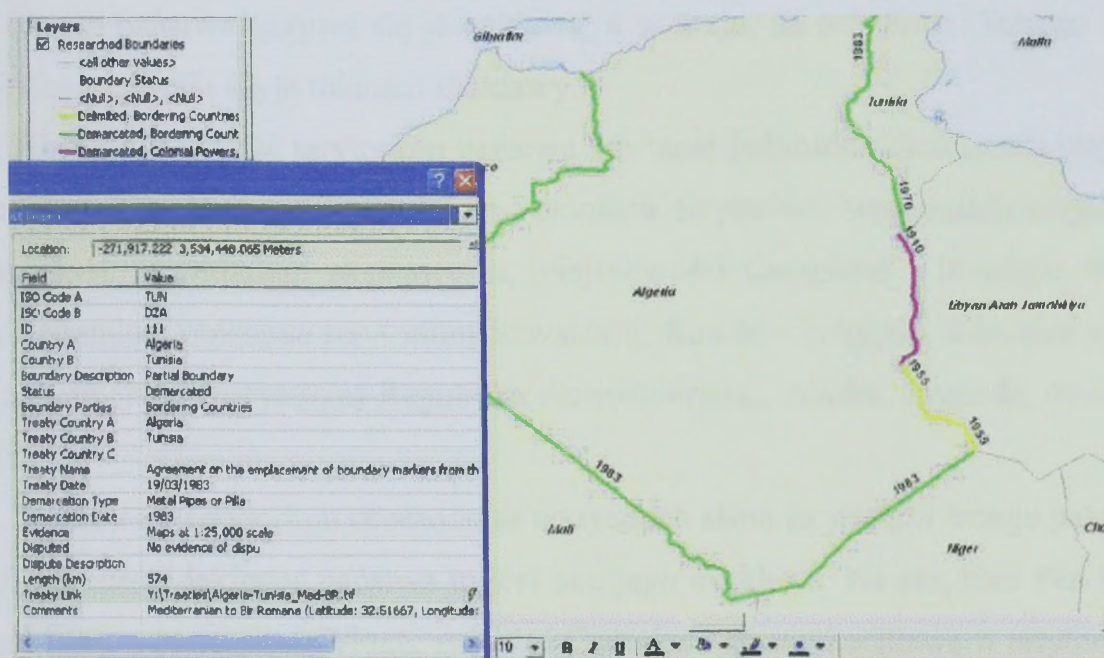 Layers
Researched Boundaries
<all other values>
Boundary Status
<Null>, <Null>, <Null>
Delimited, Bordering Countries
Demarcated, Bordering Count
Demarcated, Colonial Powers,
?
Location: -271,917.222 3,534,448.065 Meters
Field Value
ISO Code A TUN
ISO Code B DZA
ID 111
Country A Algeria
Country B Tunisia
Boundary Description Partial Boundary
Status Demarcated
Boundary Parties Bordering Countries
Treaty Country A Algeria
Treaty Country B Tunisia
Treaty Country C
Treaty Name Agreement on the emplacement of boundary markers from th
Treaty Date 19/03/1983
Demarcation Type Metal Pipes or Pilla
Demarcation Date 1983
Evidence Maps at 1:25,000 scale
Disputed No evidence of dispu
Dispute Description
Length (km) 574
Treaty Link Y:\Treaties\Algeria-Tunisia_Med-BR.tif
Comments Mediterranian to Bir Romana (Latitude: 32.51667, Longitude:
Gibraltar
1983
Malta
Tunisia
co
1970
1910
Algeria
Libyan Arab Jamahiriya
1955
1955
1983
1983
Mali
Niger
Cha
10 B I U A